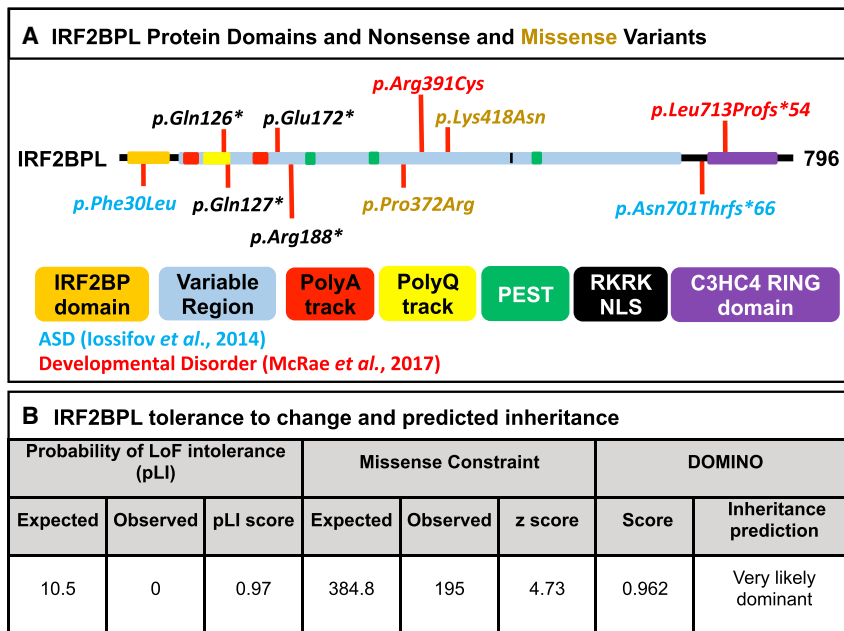 A IRF2BPL Protein Domains and Nonsense and Missense Variants
p.Arg391Cys
p.Leu713Profs*54
p.Gln126*
p.Glu172*
p.Lys418Asn
IRF2BPL
796
p.Phe30Leu
p.Gln127*
p.Pro372Arg
p.Asn701Thrfs*66
p.Arg188*
IRF2BP
domain
Variable
Region
PolyA
track
PolyQ
track
PEST
RKRK
NLS
C3HC4 RING
domain
ASD (Iossifov et al., 2014)
Developmental Disorder (McRae et al., 2017)
B IRF2BPL tolerance to change and predicted inheritance
Probability of LoF intolerance
(pLI)
Missense Constraint
DOMINO
Expected
Observed
pLI score
Expected
Observed
z score
Score
Inheritance
prediction
10.5
0
0.97
384.8
195
4.73
0.962
Very likely
dominant